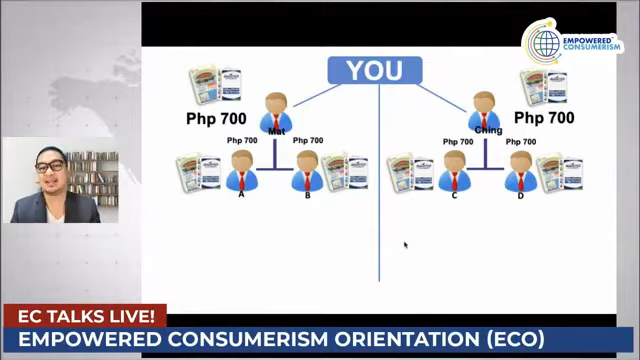 EMPOWERED
CONSUMERISM
YOU
Php 700
Php 700
Mat
Ching
Php 700
Php 700
Php 700
Php 700
A
B
C
D
EC TALKS LIVE!
EMPOWERED CONSUMERISM ORIENTATION (ECO)